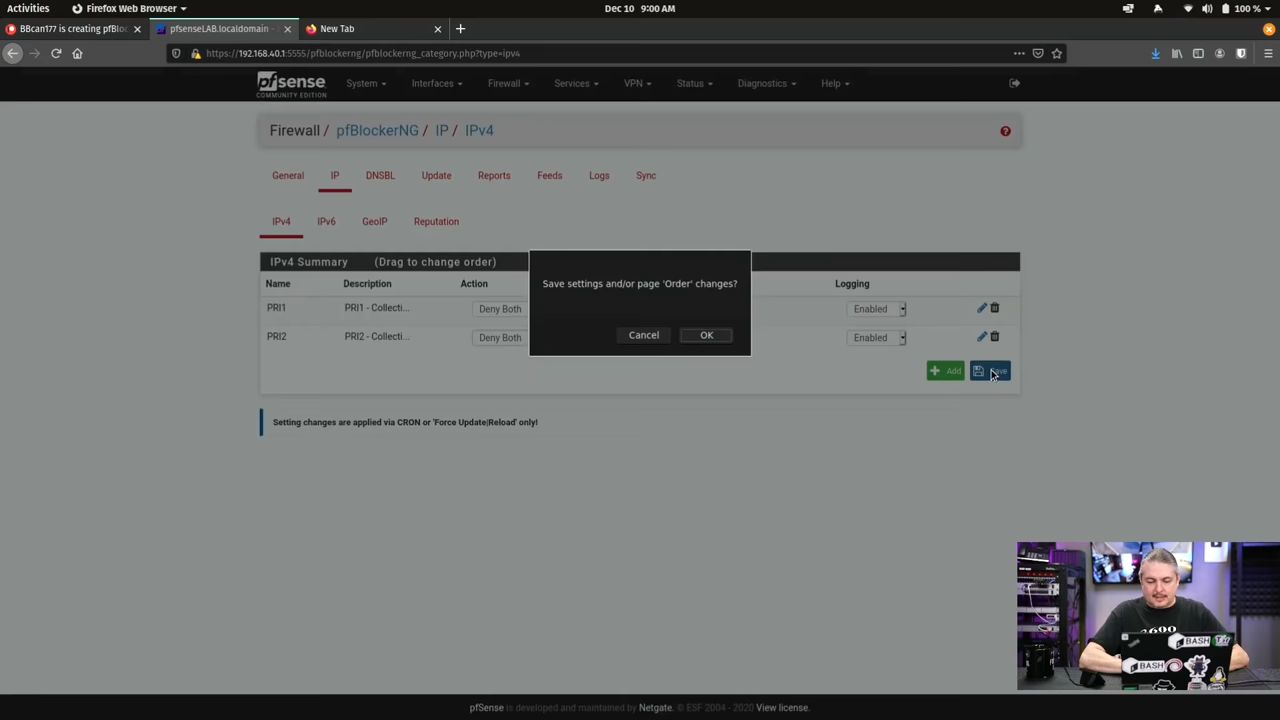 Activities Firefox Web Browser Dec 10 9:00 AM 100 %
BBcan177 is creating pfBloc pfsenseLAB.localdomain - New Tab
https://192.168.40.1:5555/pfblockerng/pfblockerng_category.php?type=ipv4
pfsense System Interfaces Firewall Services VPN Status Diagnostics Help
COMMUNITY EDITION
Firewall / pfBlockerNG / IP / IPv4
General IP DNSBL Update Reports Feeds Logs Sync
IPv4 IPv6 GeoIP Reputation
IPv4 Summary (Drag to change order)
Name Description Action Logging
Save settings and/or page 'Order' changes?
PRI1 PRI1 - Collecti... Deny Both Enabled
PRI2 PRI2 - Collecti... Deny Both Enabled
Cancel OK
Add Save
Setting changes are applied via CRON or 'Force Update|Reload' only!
2600
BASH
BASH
pfSense is developed and maintained by Netgate. © ESF 2004 - 2020 View license.